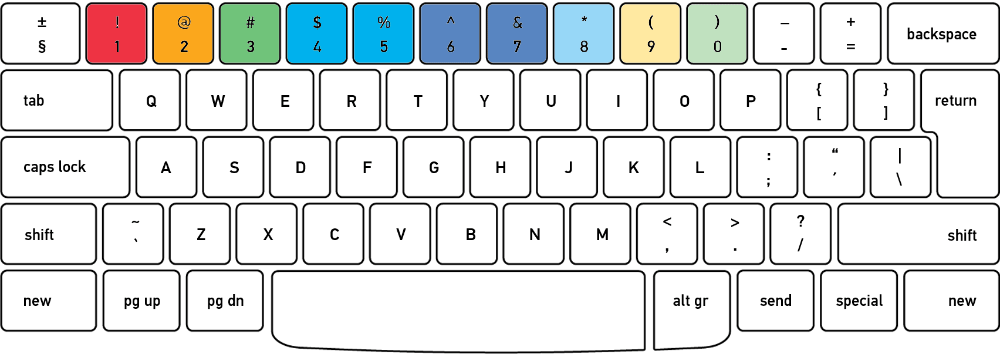 ± ! @ # $ % ^ & * ( ) – +
§ 1 2 3 4 5 6 7 8 9 0 - = backspace
tab Q W E R T Y U I O P { [ } ] return
caps lock A S D F G H J K L : ; “ ′ | \
shift ~ ` Z X C V B N M < , > . ? / shift
new pg up pg dn alt gr send special new